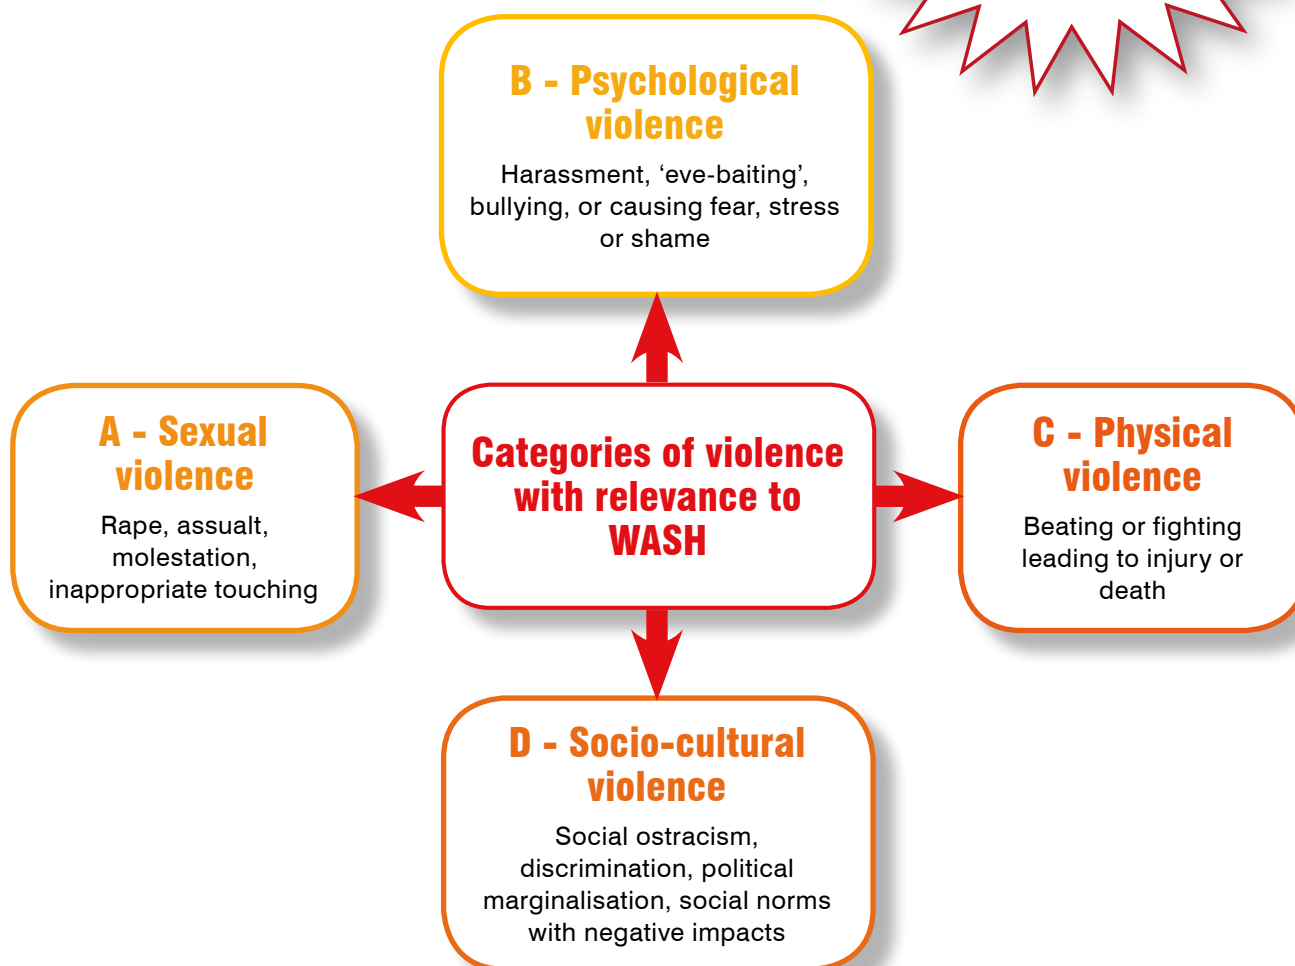 B - Psychological
violence
Harassment, ‘eve-baiting’,
bullying, or causing fear, stress
or shame
A - Sexual
violence
Rape, assualt,
molestation,
inappropriate touching
Categories of violence
with relevance to
WASH
C - Physical
violence
Beating or fighting
leading to injury or
death
D - Socio-cultural
violence
Social ostracism,
discrimination, political
marginalisation, social norms
with negative impacts